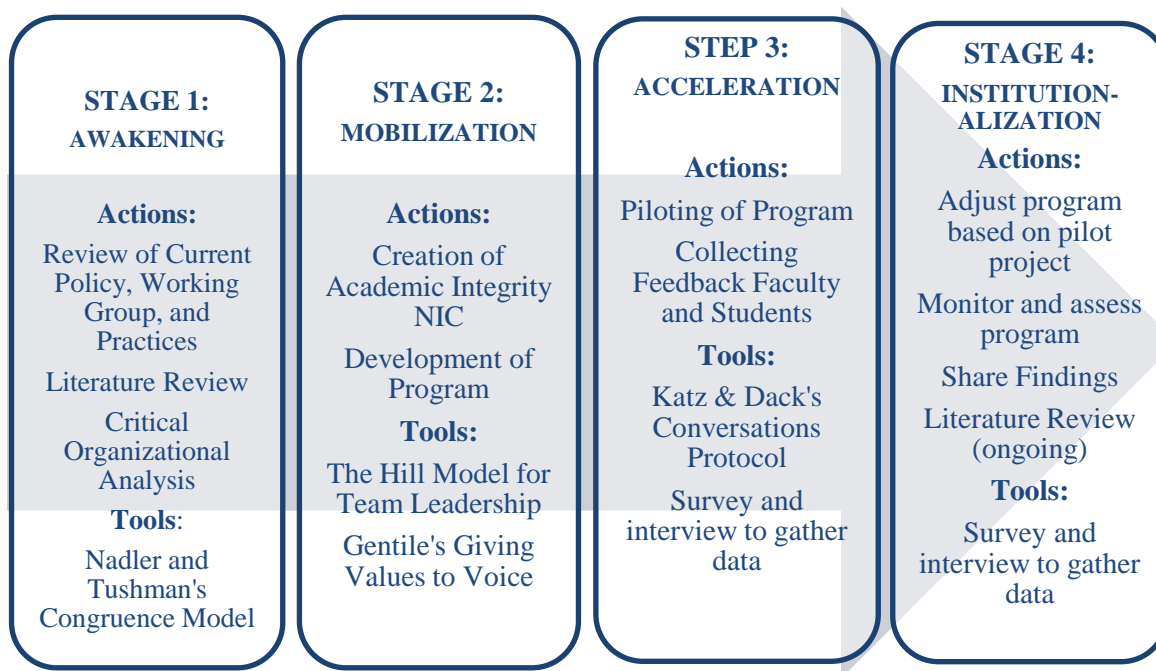 STAGE 1:
AWAKENING
Actions:
Review of Current
Policy, Working
Group, and
Practices
Literature Review
Critical
Organizational
Analysis
Tools:
Nadler and
Tushman's
Congruence Model
STAGE 2:
MOBILIZATION
Actions:
Creation of
Academic Integrity
NIC
Development of
Program
Tools:
The Hill Model for
Team Leadership
Gentile's Giving
Values to Voice
STEP 3:
ACCELERATION
Actions:
Piloting of Program
Collecting
Feedback Faculty
and Students
Tools:
Katz & Dack's
Conversations
Protocol
Survey and
interview to gather
data
STAGE 4:
INSTITUTION-
ALIZATION
Actions:
Adjust program
based on pilot
project
Monitor and assess
program
Share Findings
Literature Review
(ongoing)
Tools:
Survey and
interview to gather
data